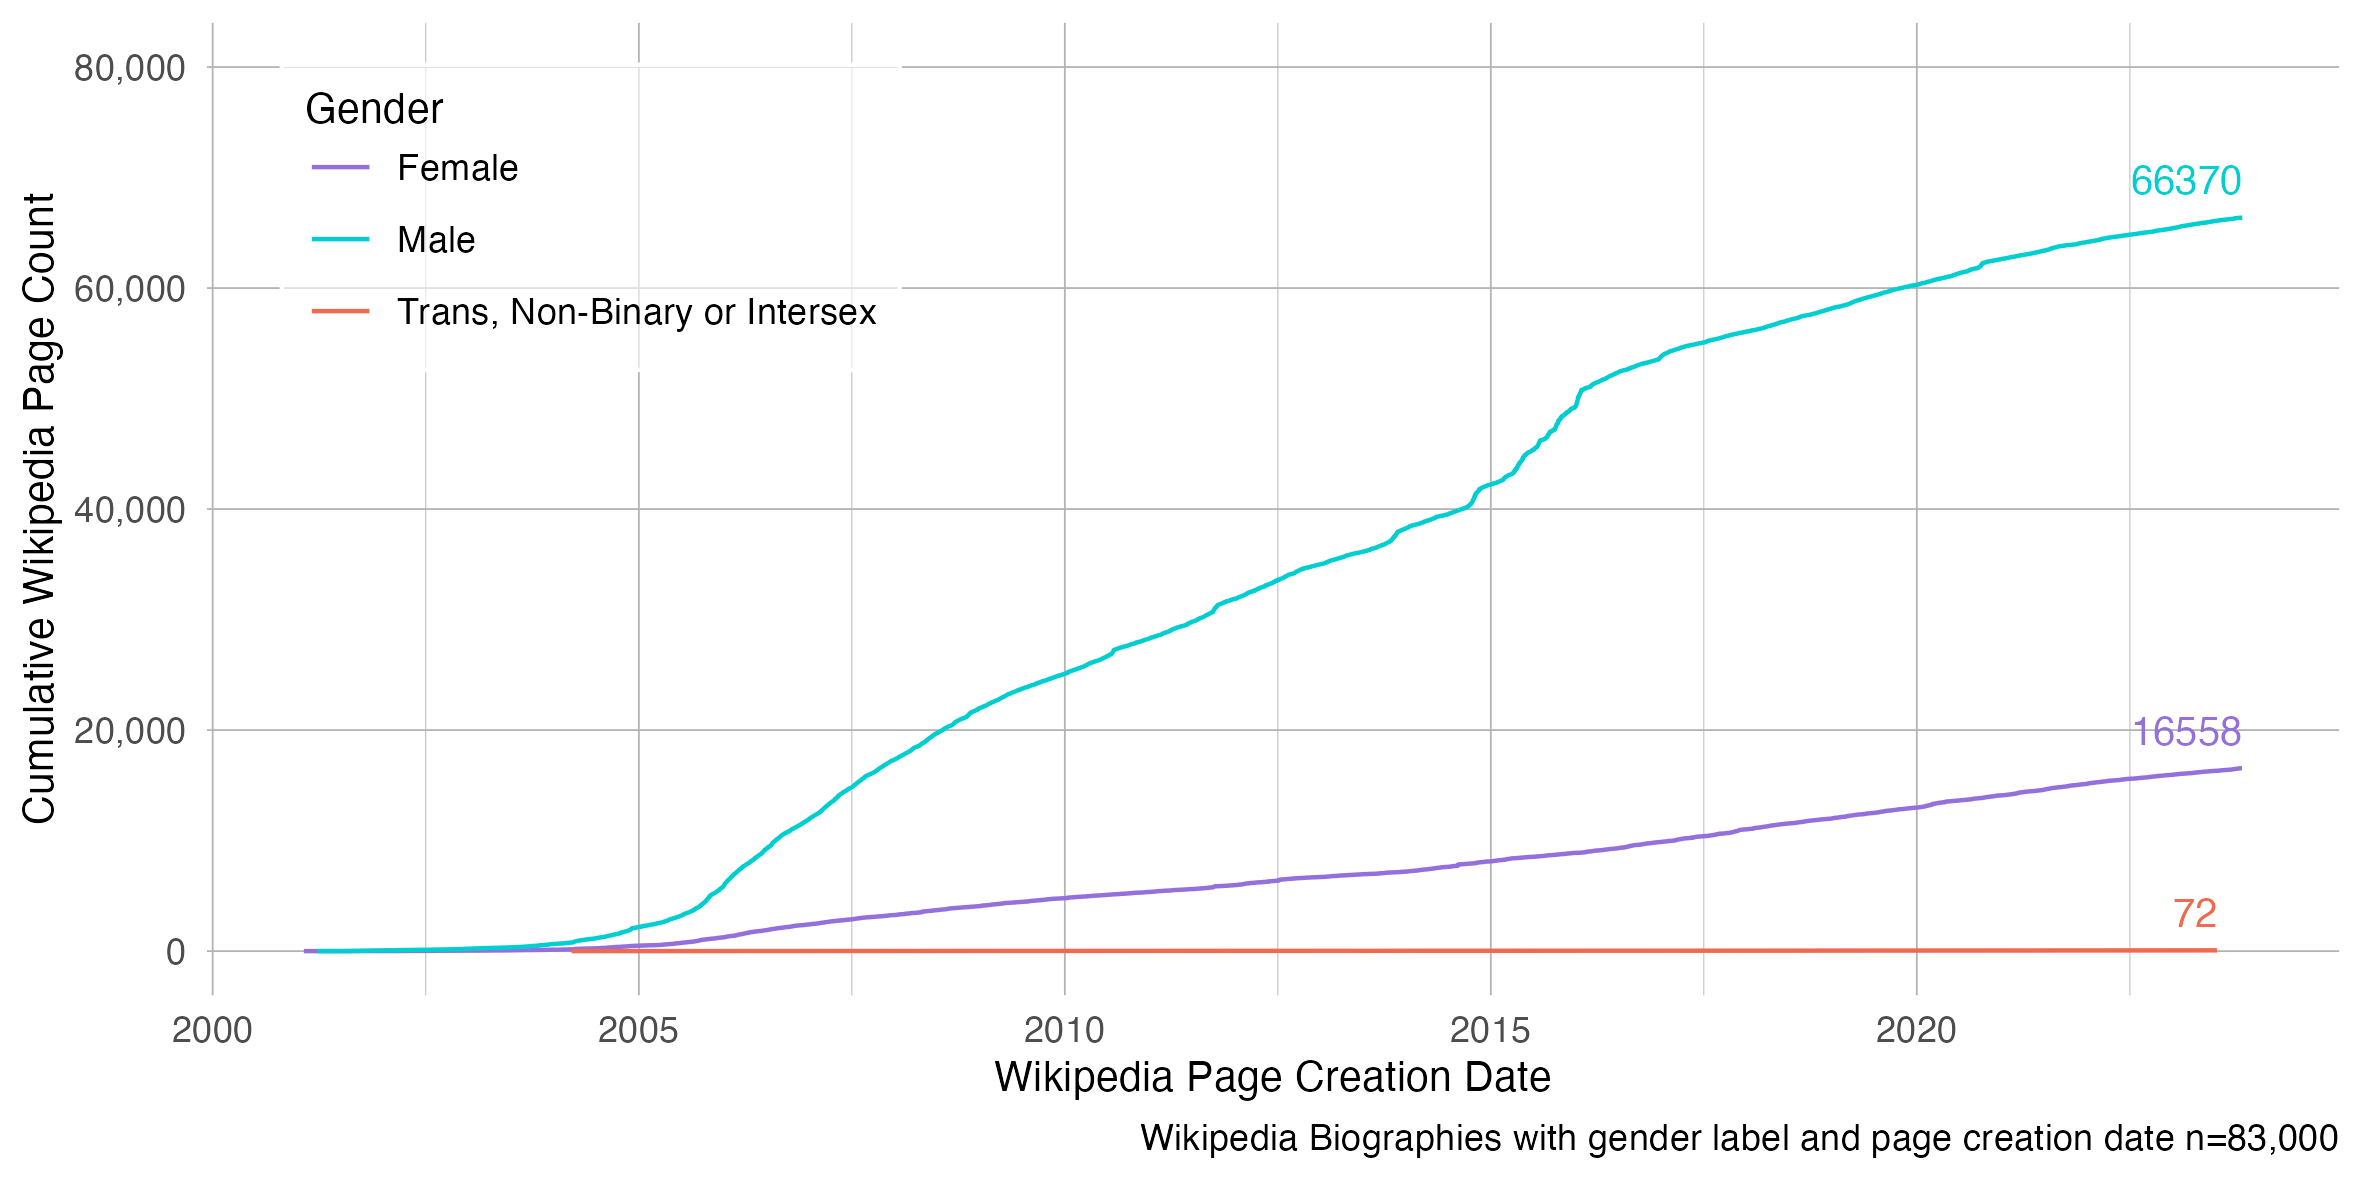 80,000
60,000
40,000
20,000
0
Cumulative Wikipedia Page Count
Gender
Female
Male
Trans, Non-Binary or Intersex
66370
16558
72
2000 2005 2010 2015 2020
Wikipedia Page Creation Date
Wikipedia Biographies with gender label and page creation date n=83,000